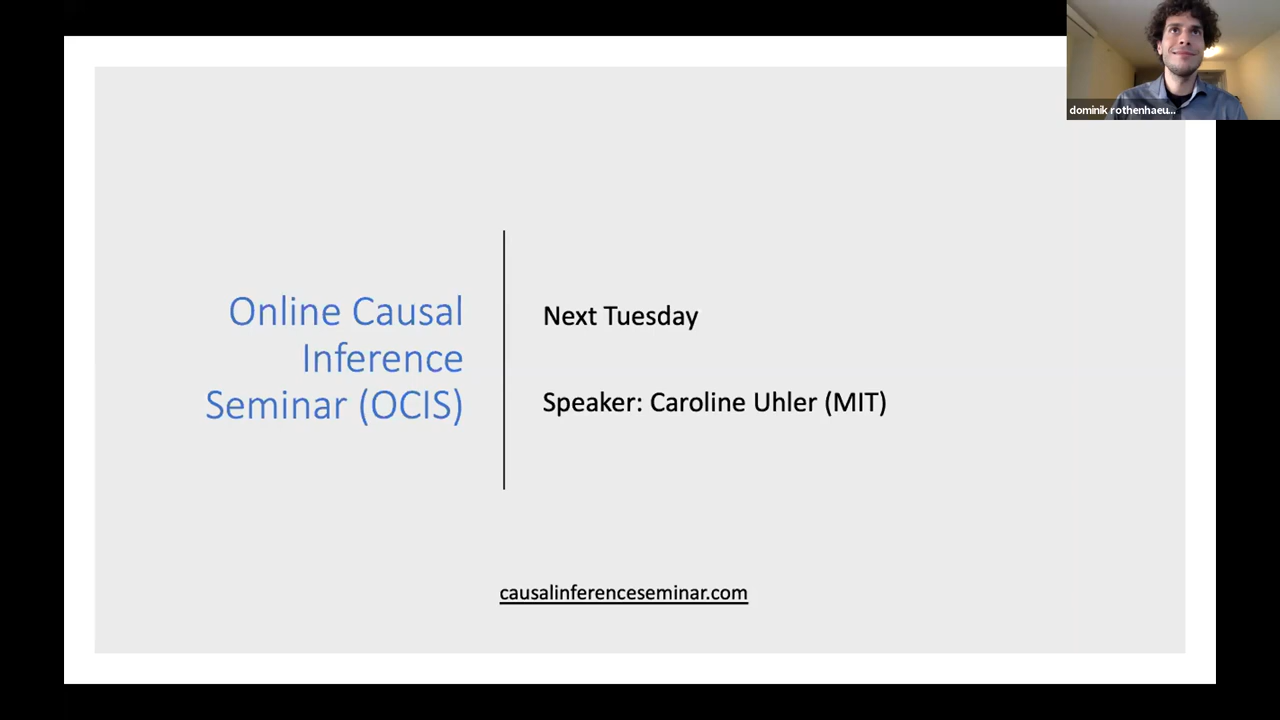 dominik rothenhaeu...
Online Causal
Inference
Seminar (OCIS)
Next Tuesday
Speaker: Caroline Uhler (MIT)
causalinferenceseminar.com